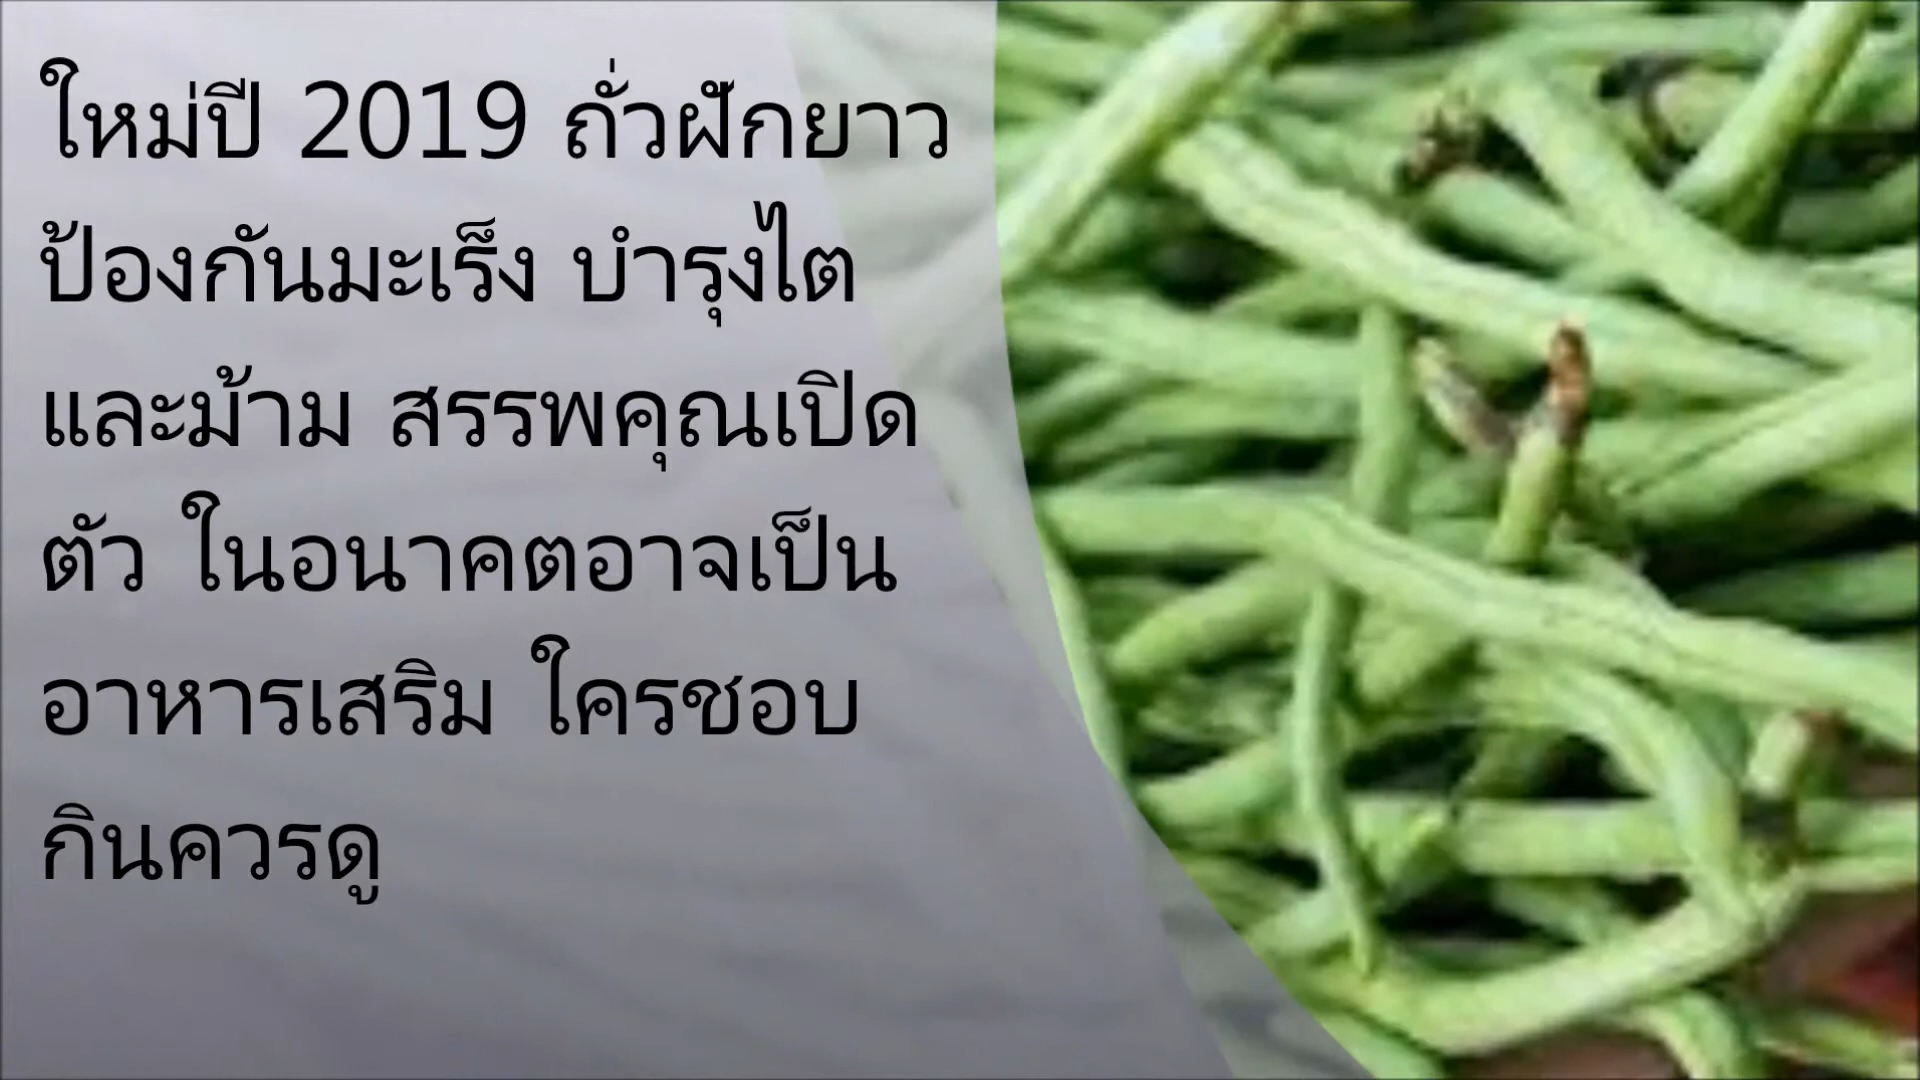 ใหม่ปี 2019 ถั่วฝักยาว
ป้องกันมะเร็ง บำรุงไต
และม้าม สรรพคุณเปิด
ตัว ในอนาคตอาจเป็น
อาหารเสริม ใครชอบ
กินควรดู